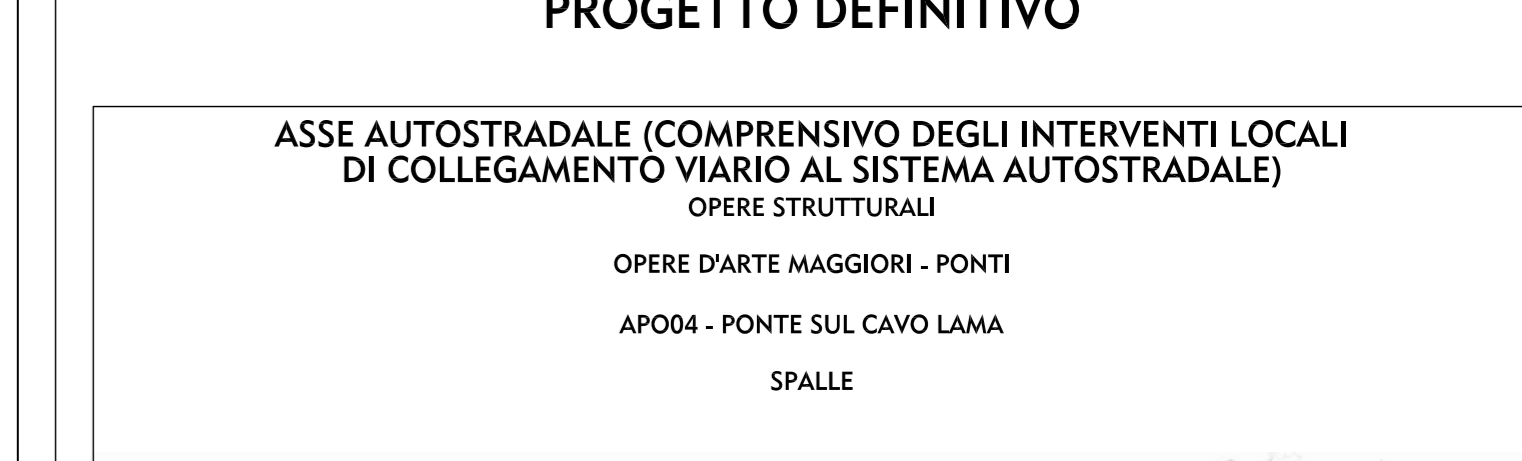 PROGETTO DEFINITIVO
ASSE AUTOSTRADALE (COMPRENSIVO DEGLI INTERVENTI LOCALI
DI COLLEGAMENTO VIARIO AL SISTEMA AUTOSTRADALE)
OPERE STRUTTURALI
OPERE D'ARTE MAGGIORI - PONTI
APO04 - PONTE SUL CAVO LAMA
SPALLE